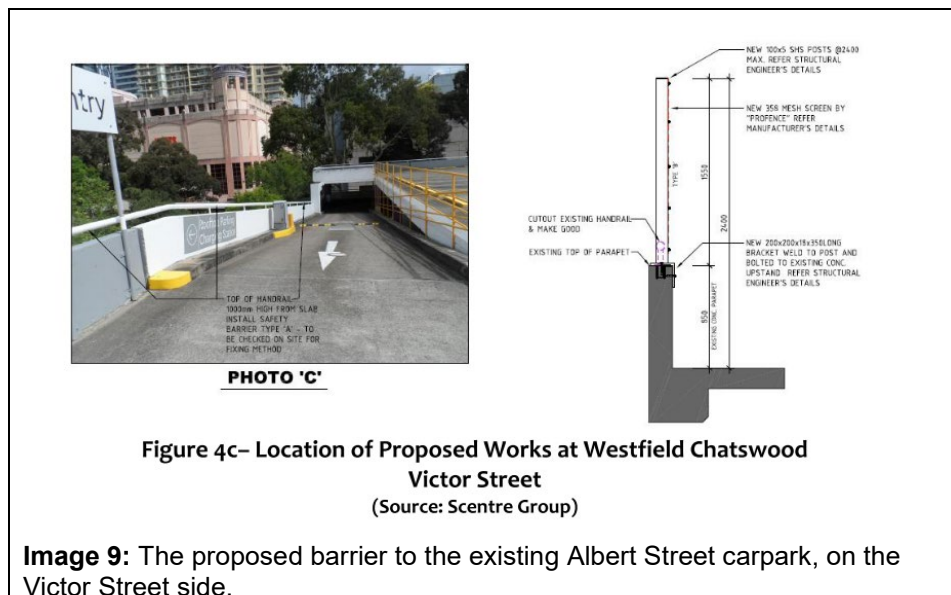 ntry
TOP OF HANDRAIL
1000mm HIGH FROM SLAB
INSTALL SAFETY
BARRIER TYPE 'A' - TO
BE CHECKED ON SITE FOR
FIXING METHOD
PHOTO 'C'
NEW 100x5 SHS POSTS @2400
MAX. REFER STRUCTURAL
ENGINEER'S DETAILS
NEW 358 MESH SCREEN BY
"PROFENCE" REFER
MANUFACTURER'S DETAILS
TYPE 'B'
1550
2400
CUTOUT EXISTING HANDRAIL
& MAKE GOOD
EXISTING TOP OF PARAPET
NEW 200x200x18x350LONG
BRACKET WELD TO POST AND
BOLTED TO EXISTING CONC.
UPSTAND REFER STRUCTURAL
ENGINEER'S DETAILS
EXISTING CONC. PARAPET
Figure 4c– Location of Proposed Works at Westfield Chatswood
Victor Street
(Source: Scentre Group)
Image 9: The proposed barrier to the existing Albert Street carpark, on the
Victor Street side.